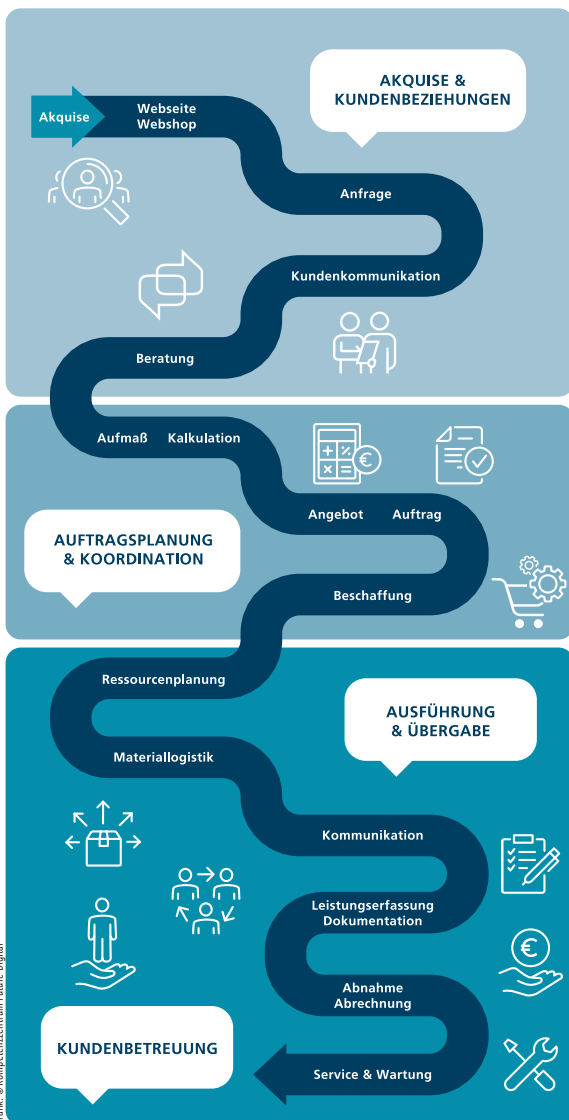 AKQUISE &
KUNDENBEZIEHUNGEN
Akquise
Webseite
Webshop
Anfrage
Kundenkommunikation
Beratung
Aufmaß Kalkulation
Angebot Auftrag
AUFTRAGSPLANUNG
& KOORDINATION
Beschaffung
Ressourcenplanung
AUSFÜHRUNG
& ÜBERGABE
Materiallogistik
Kommunikation
Leistungserfassung
Dokumentation
Abnahme
Abrechnung
KUNDENBETREUUNG
Service & Wartung